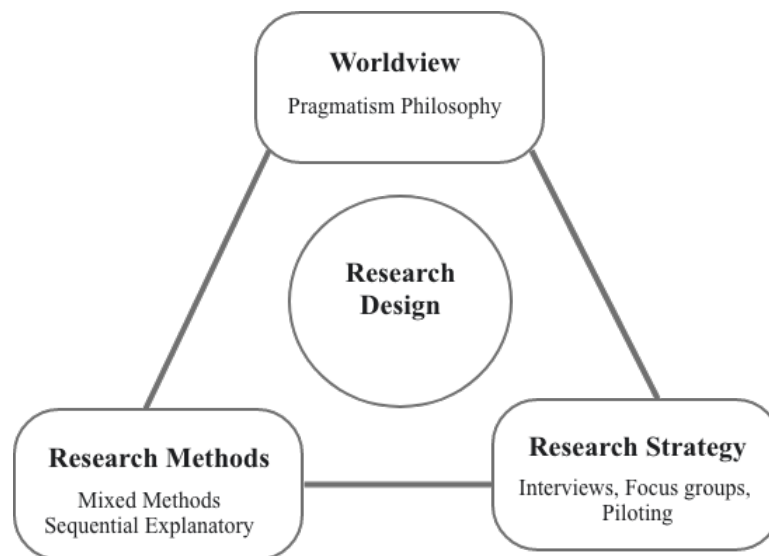 Worldview
Pragmatism Philosophy
Research
Design
Research Methods
Mixed Methods
Sequential Explanatory
Research Strategy
Interviews, Focus groups,
Piloting